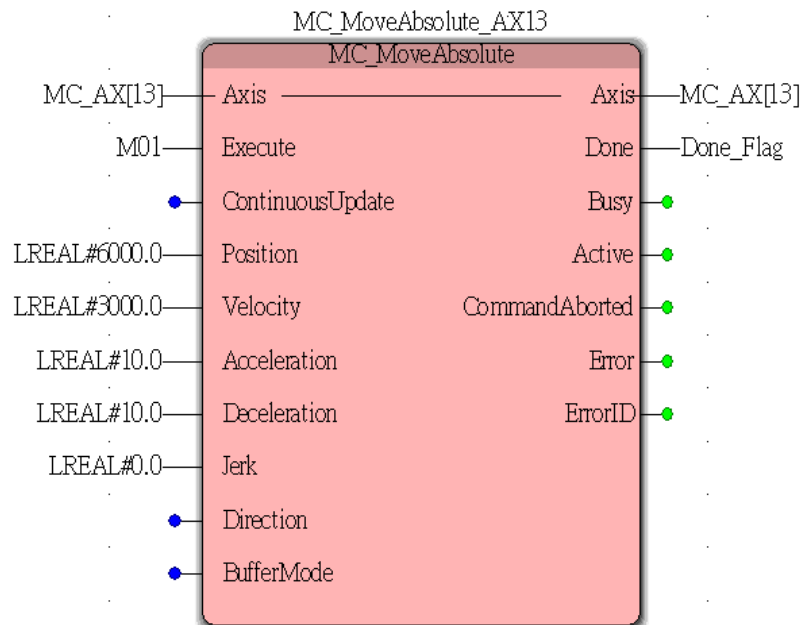 MC_MoveAbsolute_AX13
MC_MoveAbsolute
MC_AX[13] Axis Axis MC_AX[13]
M01 Execute Done Done_Flag
ContinuousUpdate Busy
LREAL#6000.0 Position Active
LREAL#3000.0 Velocity CommandAborted
LREAL#10.0 Acceleration Error
LREAL#10.0 Deceleration ErrorID
LREAL#0.0 Jerk
Direction
BufferMode